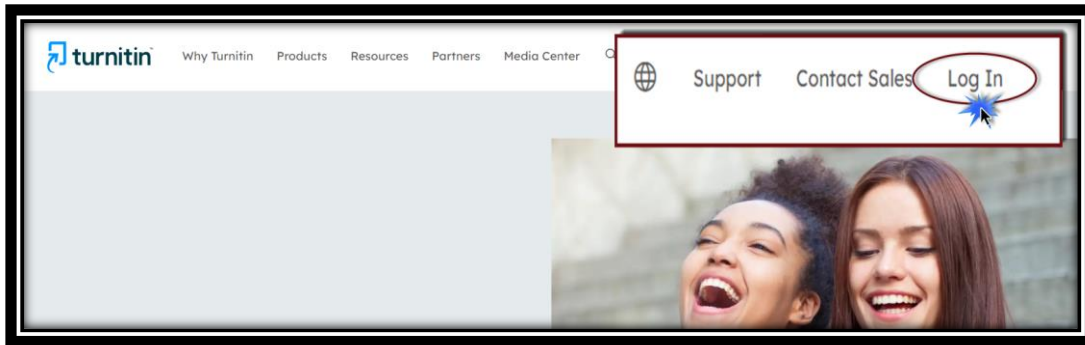 turnitin
Why Turnitin Products Resources Partners Media Center
Support Contact Sales Log In